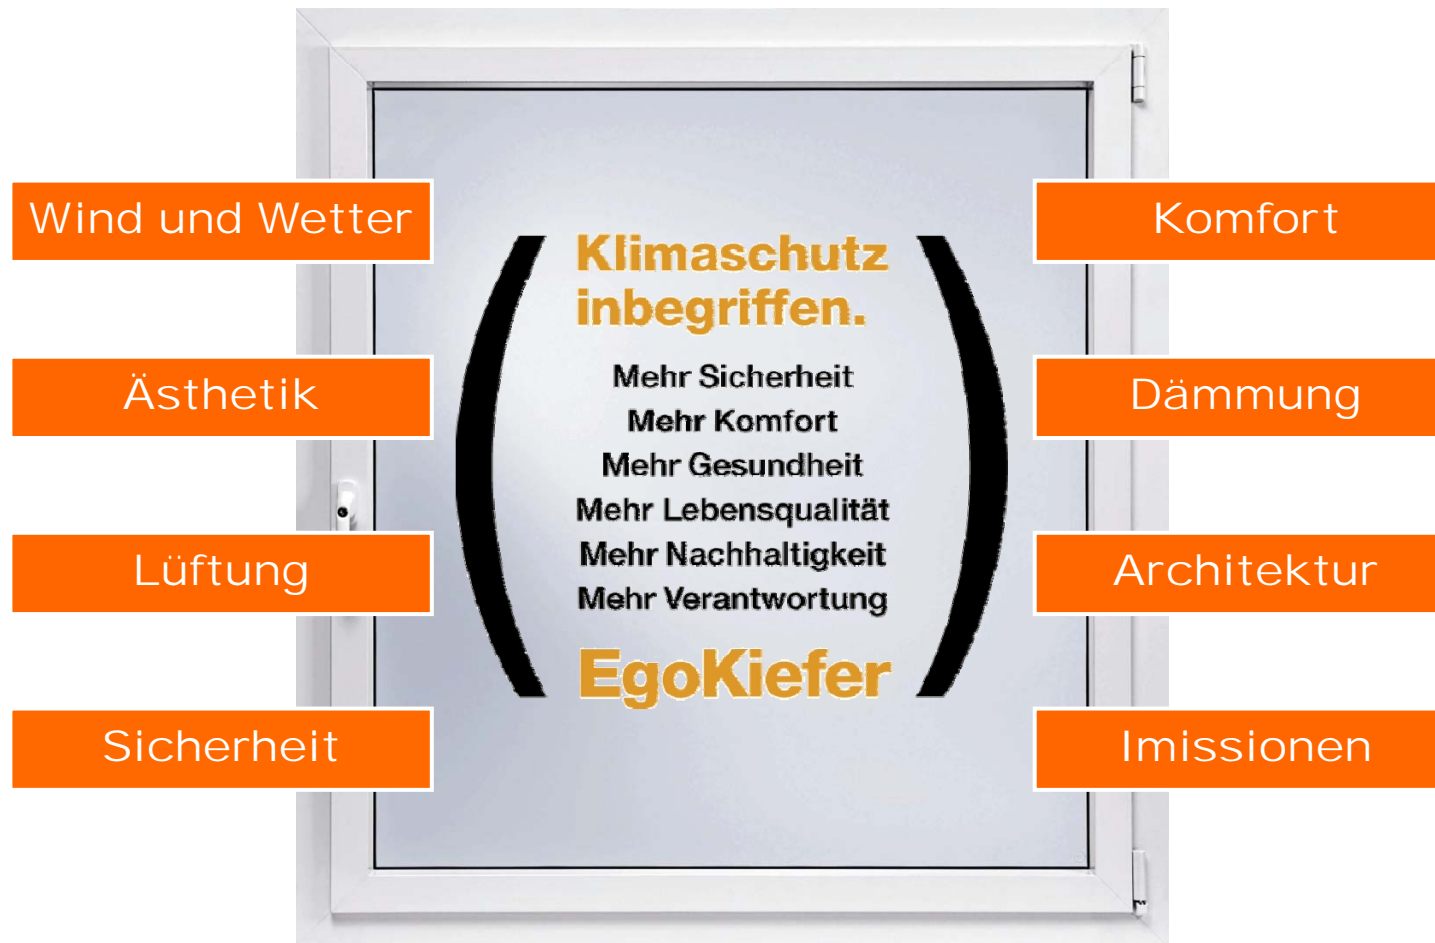 Wind und Wetter
Ästhetik
Lüftung
Sicherheit
Klimaschutz
inbegriffen.
Mehr Sicherheit
Mehr Komfort
Mehr Gesundheit
Mehr Lebensqualität
Mehr Nachhaltigkeit
Mehr Verantwortung
EgoKiefer
Komfort
Dämmung
Architektur
Imissionen